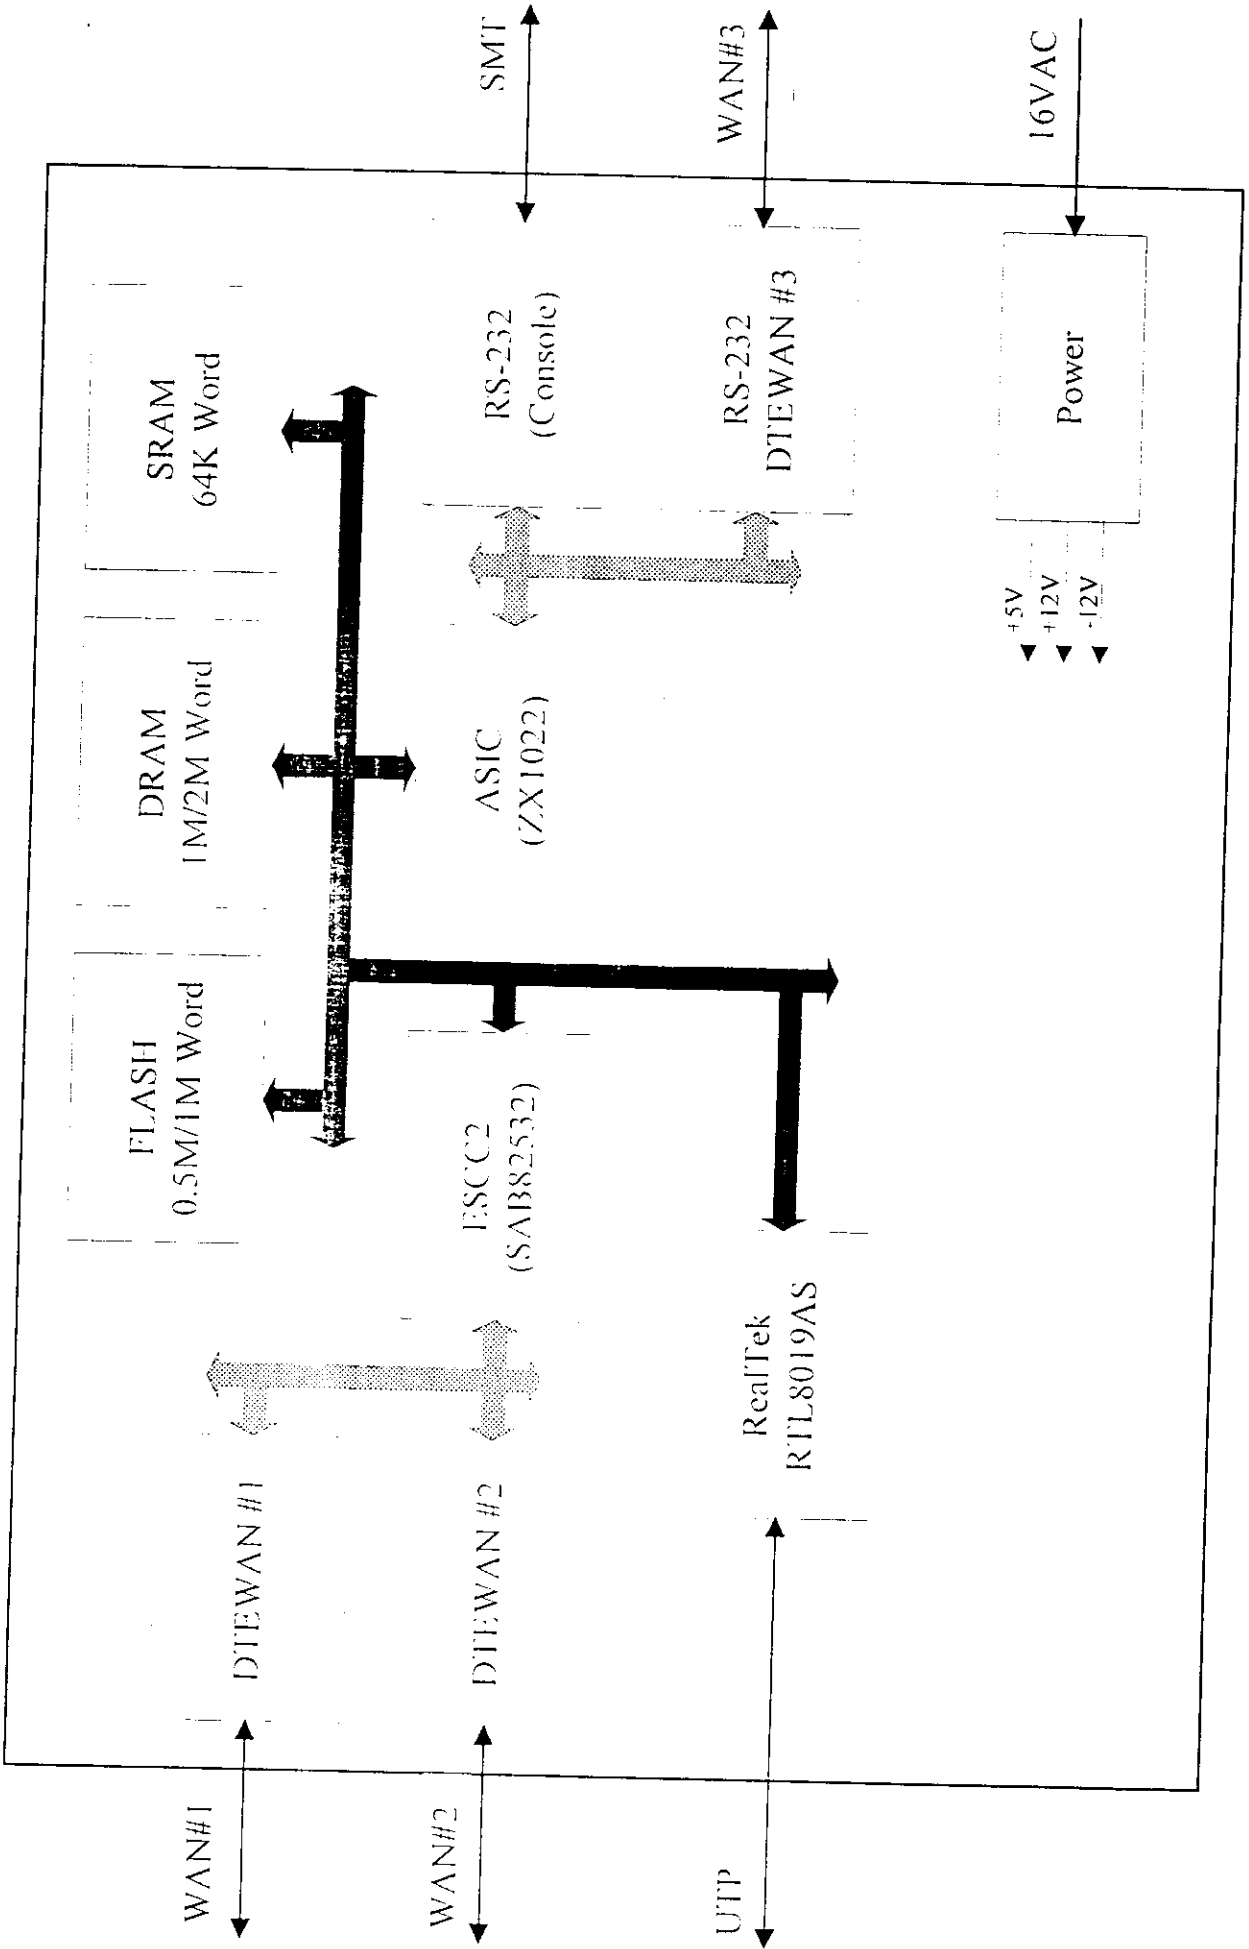 WAN#1
WAN#2
UTP
DTEWAN #1
DTEWAN #2
RealTek
RTL8019AS
FLASH
0.5M/1M Word
ESCC2
(SAB82532)
DRAM
1M/2M Word
ASIC
(ZX1022)
SRAM
64K Word
RS-232
(Console)
RS-232
DTEWAN #3
+5V
+12V
-12V
Power
SMT
WAN#3
16VAC